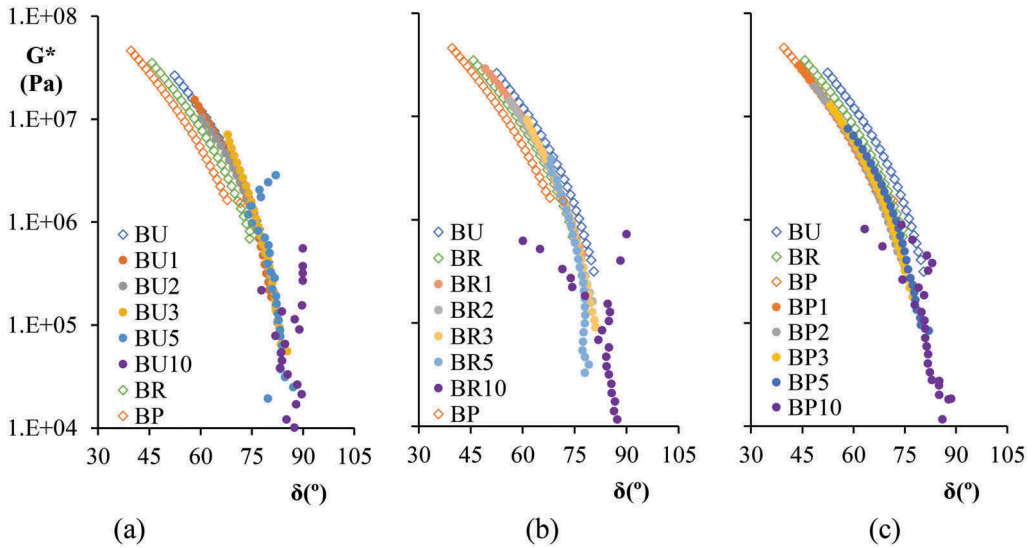 1.E+08
G*
(Pa)
1.E+07
1.E+06
1.E+05
1.E+04
BU
BU1
BU2
BU3
BU5
BU10
BR
BP
30 45 60 75 90 105
δ(º)
(a)
BU
BR
BR1
BR2
BR3
BR5
BR10
BP
30 45 60 75 90 105
δ(º)
(b)
BU
BR
BP
BP1
BP2
BP3
BP5
BP10
30 45 60 75 90 105
δ(º)
(c)